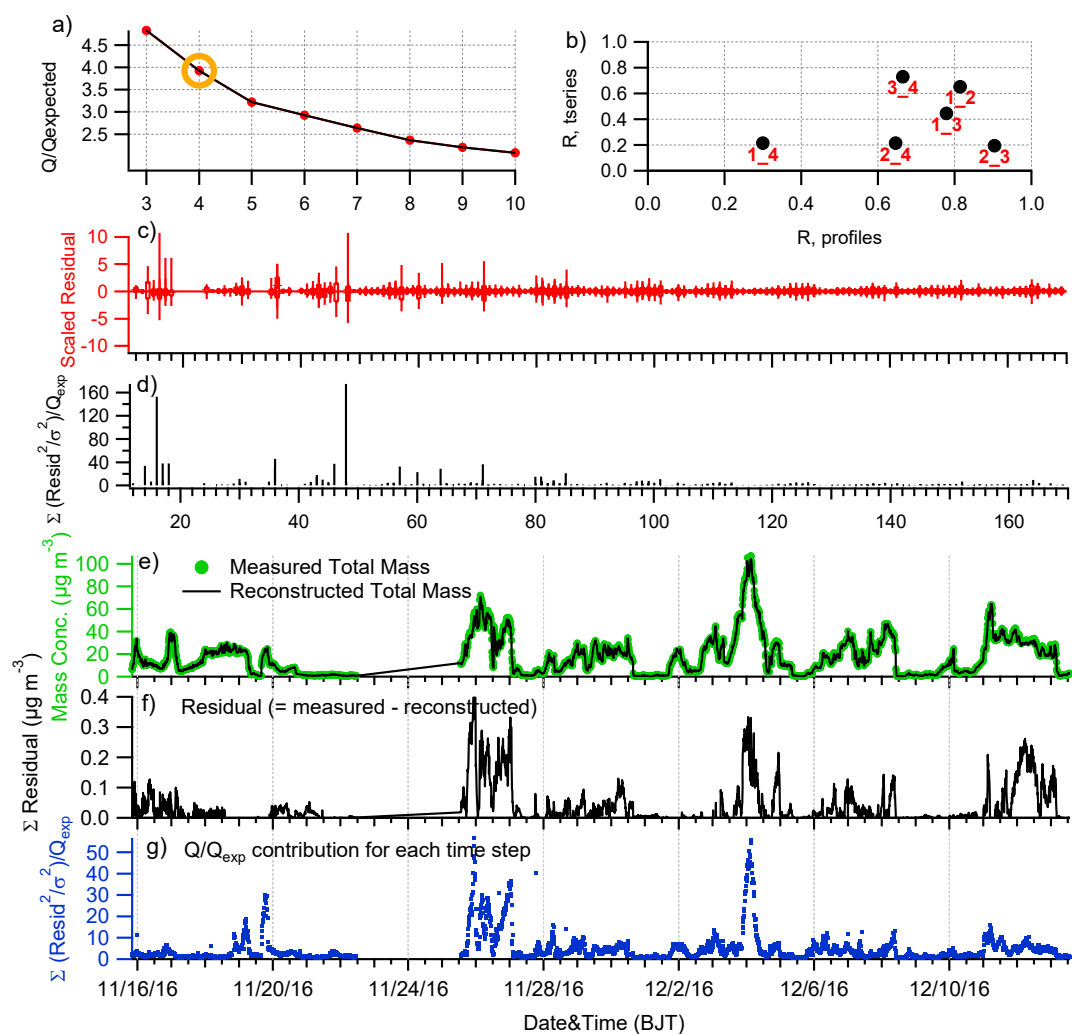 a)
Q/Qexpected
4.5
4.0
3.5
3.0
2.5
3 4 5 6 7 8 9 10
b)
R, tseries
1.0
0.8
0.6
0.4
0.2
0.0
3_4
1_2
1_3
1_4
2_4
2_3
0.0 0.2 0.4 0.6 0.8 1.0
R, profiles
c)
Scaled Residual
10
5
0
-5
-10
d)
Σ (Resid²/σ²)/Qexp
160
120
80
40
0
20 40 60 80 100 120 140 160
e)
Mass Conc. (µg m⁻³)
100
80
60
40
20
0
Measured Total Mass
Reconstructed Total Mass
f) Residual (= measured - reconstructed)
Σ Residual (µg m⁻³)
0.4
0.3
0.2
0.1
0.0
g) Q/Qexp contribution for each time step
Σ (Resid²/σ²)/Qexp
50
40
30
20
10
0
11/16/16 11/20/16 11/24/16 11/28/16 12/2/16 12/6/16 12/10/16
Date&Time (BJT)